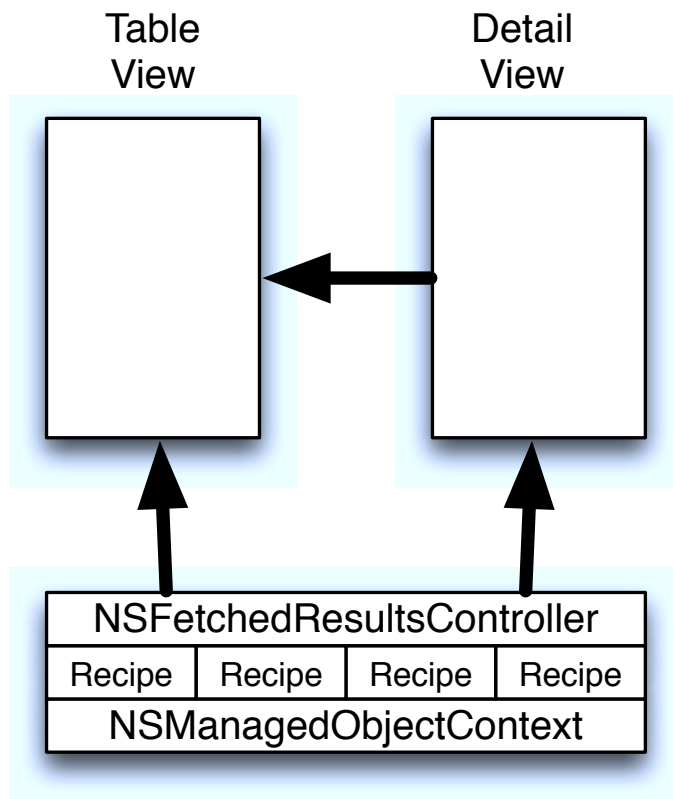 Table
View
Detail
View
NSFetchedResultsController
Recipe Recipe Recipe Recipe
NSManagedObjectContext